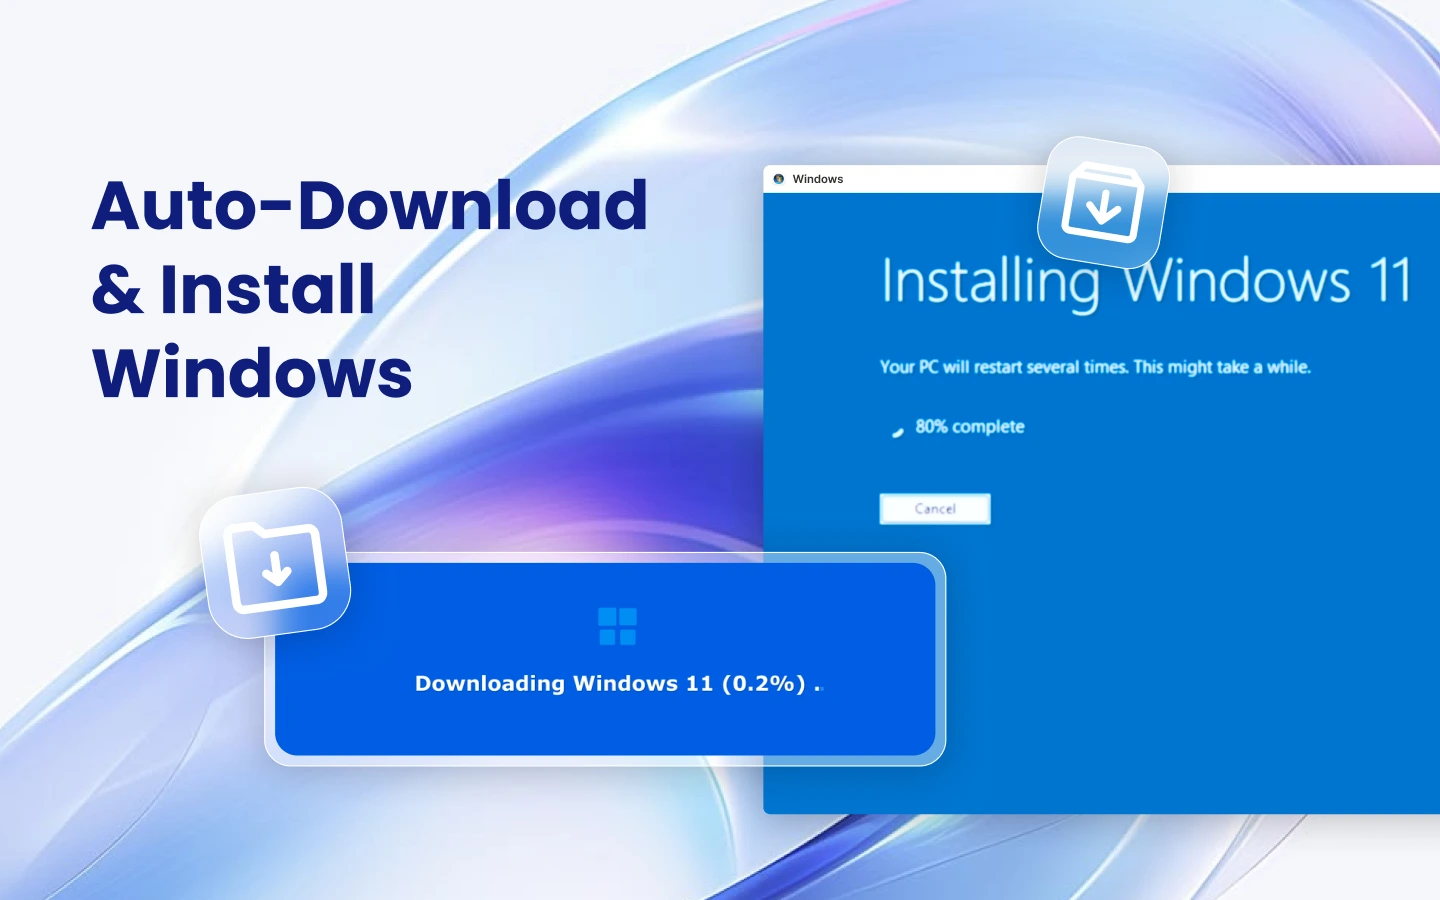 Auto-Download
& Install
Windows
Windows
Installing Windows 11
Your PC will restart several times. This might take a while.
80% complete
Cancel
Downloading Windows 11 (0.2%) ..